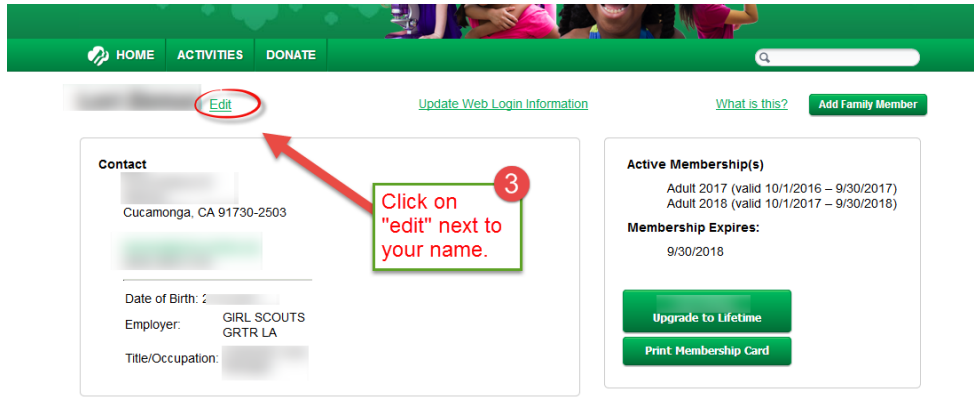 HOME ACTIVITIES DONATE
Edit Update Web Login Information What is this? Add Family Member
Contact
Cucamonga, CA 91730-2503
Date of Birth:
Employer: GIRL SCOUTS
GRTR LA
Title/Occupation:
3
Click on
"edit" next to
your name.
Active Membership(s)
Adult 2017 (valid 10/1/2016 – 9/30/2017)
Adult 2018 (valid 10/1/2017 – 9/30/2018)
Membership Expires:
9/30/2018
Upgrade to Lifetime
Print Membership Card